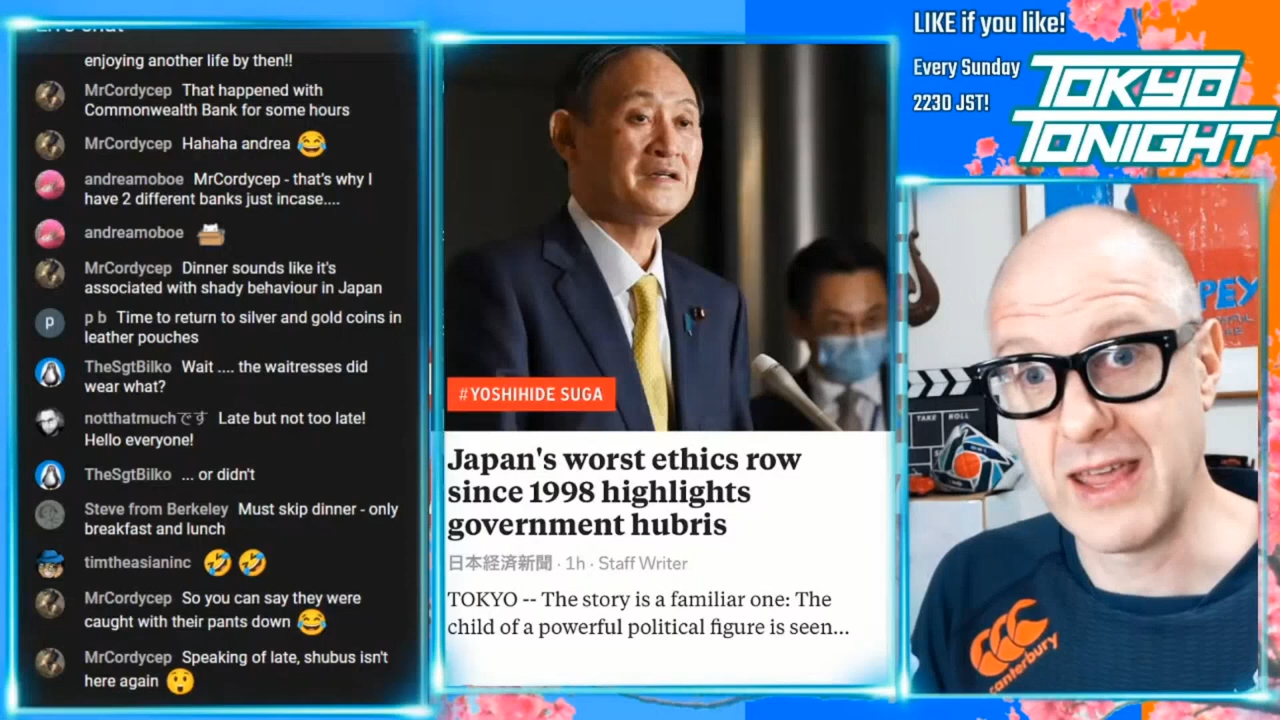 Live chat
enjoying another life by then!!
MrCordycep That happened with
Commonwealth Bank for some hours
MrCordycep Hahaha andrea 😂
andreamoboe MrCordycep - that's why I
have 2 different banks just incase....
andreamoboe
MrCordycep Dinner sounds like it's
associated with shady behaviour in Japan
P
p b Time to return to silver and gold coins in
leather pouches
TheSgtBilko Wait .... the waitresses did
wear what?
notthatmuchです Late but not too late!
Hello everyone!
TheSgtBilko ... or didn't
Steve from Berkeley Must skip dinner - only
breakfast and lunch
timtheasianinc 🤣 🤣
MrCordycep So you can say they were
caught with their pants down 😂
MrCordycep Speaking of late, shubus isn't
here again 😲
#YOSHIHIDE SUGA
Japan's worst ethics row
since 1998 highlights
government hubris
日本経済新聞 · 1h · Staff Writer
TOKYO -- The story is a familiar one: The
child of a powerful political figure is seen...
LIKE if you like!
Every Sunday
2230 JST!
TOKYO
TONIGHT
TAKE ROLL
canterbury